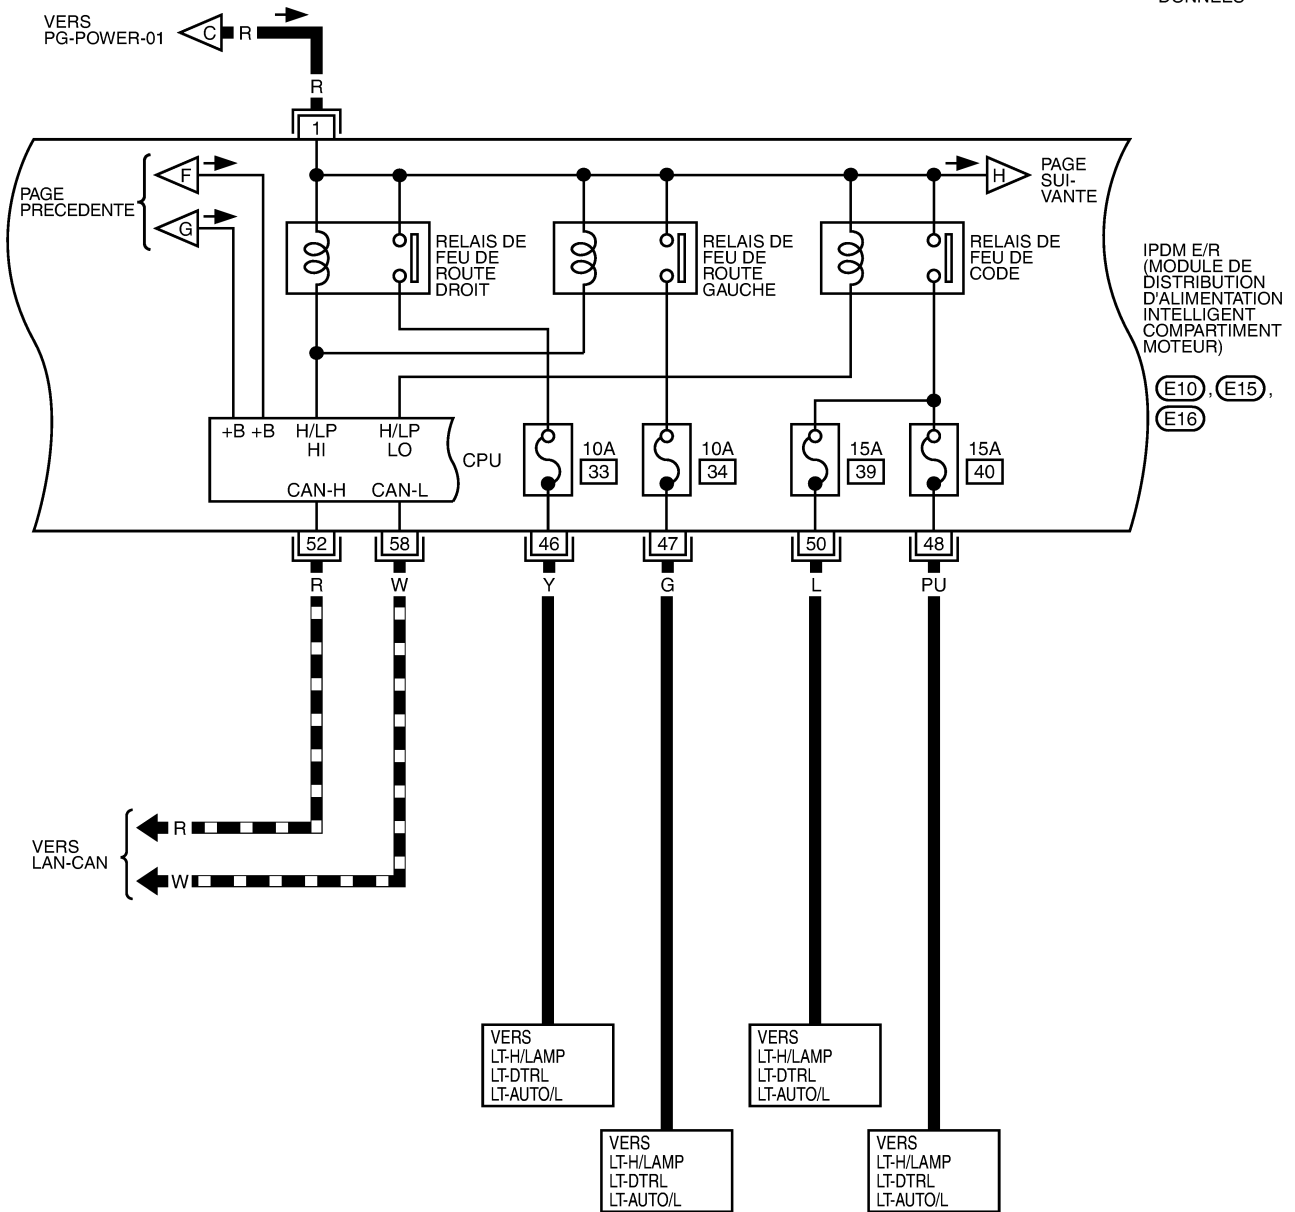 DONNEES
VERS
PG-POWER-01
C
R
R
1
PAGE
PRECEDENTE
F
G
H
PAGE
SUI-
VANTE
RELAIS DE
FEU DE
ROUTE
DROIT
RELAIS DE
FEU DE
ROUTE
GAUCHE
RELAIS DE
FEU DE
CODE
IPDM E/R
(MODULE DE
DISTRIBUTION
D'ALIMENTATION
INTELLIGENT
COMPARTIMENT
MOTEUR)
E10 , E15 ,
E16
+B +B H/LP HI H/LP LO
CPU
CAN-H CAN-L
10A
33
10A
34
15A
39
15A
40
52 58 46 47 50 48
R W Y G L PU
VERS
LAN-CAN
R
W
VERS
LT-H/LAMP
LT-DTRL
LT-AUTO/L
VERS
LT-H/LAMP
LT-DTRL
LT-AUTO/L
VERS
LT-H/LAMP
LT-DTRL
LT-AUTO/L
VERS
LT-H/LAMP
LT-DTRL
LT-AUTO/L